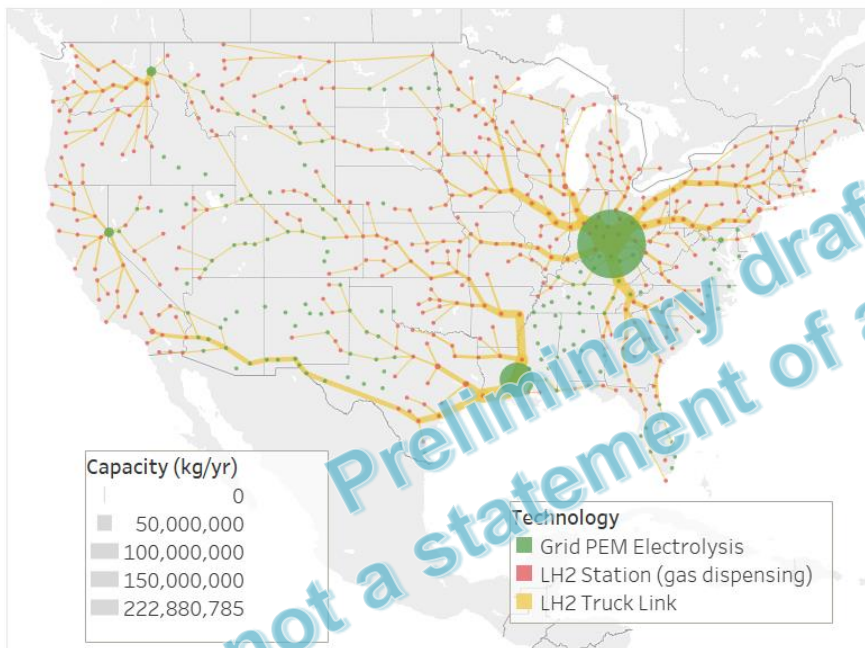 Preliminary draft
not a statement of a
Capacity (kg/yr)
0
50,000,000
100,000,000
150,000,000
222,880,785
Technology
Grid PEM Electrolysis
LH2 Station (gas dispensing)
LH2 Truck Link